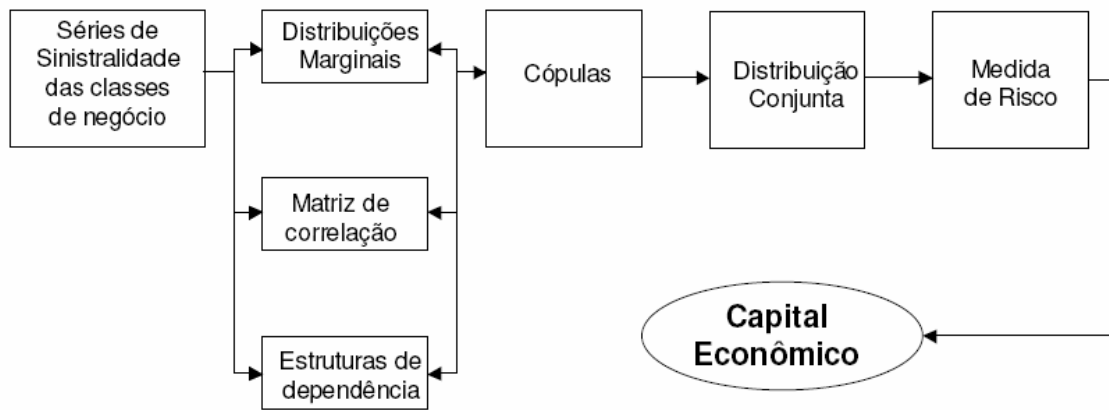 Séries de
Sinistralidade
das classes
de negócio
Distribuições
Marginais
Matriz de
correlação
Estruturas de
dependência
Cópulas
Distribuição
Conjunta
Medida
de Risco
Capital
Econômico